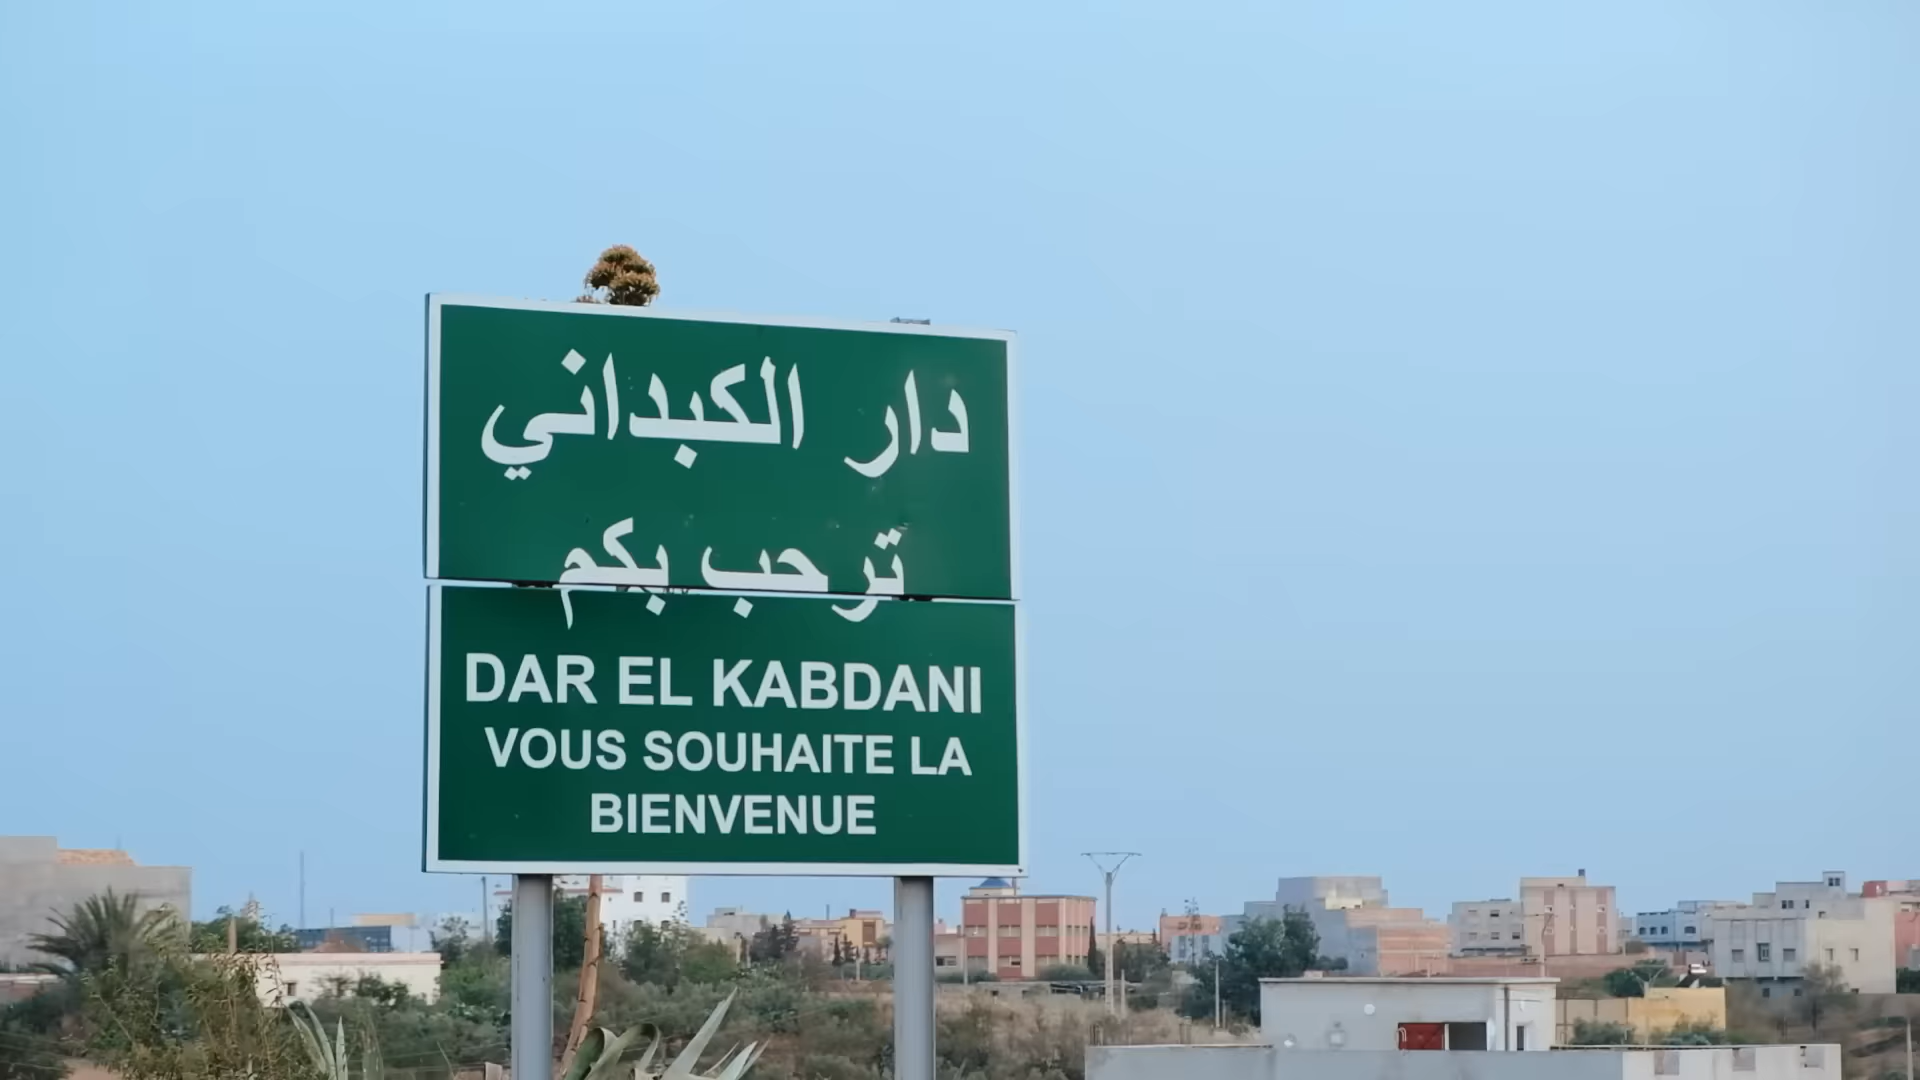 دار الكبداني
ترحب بكم
DAR EL KABDANI
VOUS SOUHAITE LA
BIENVENUE